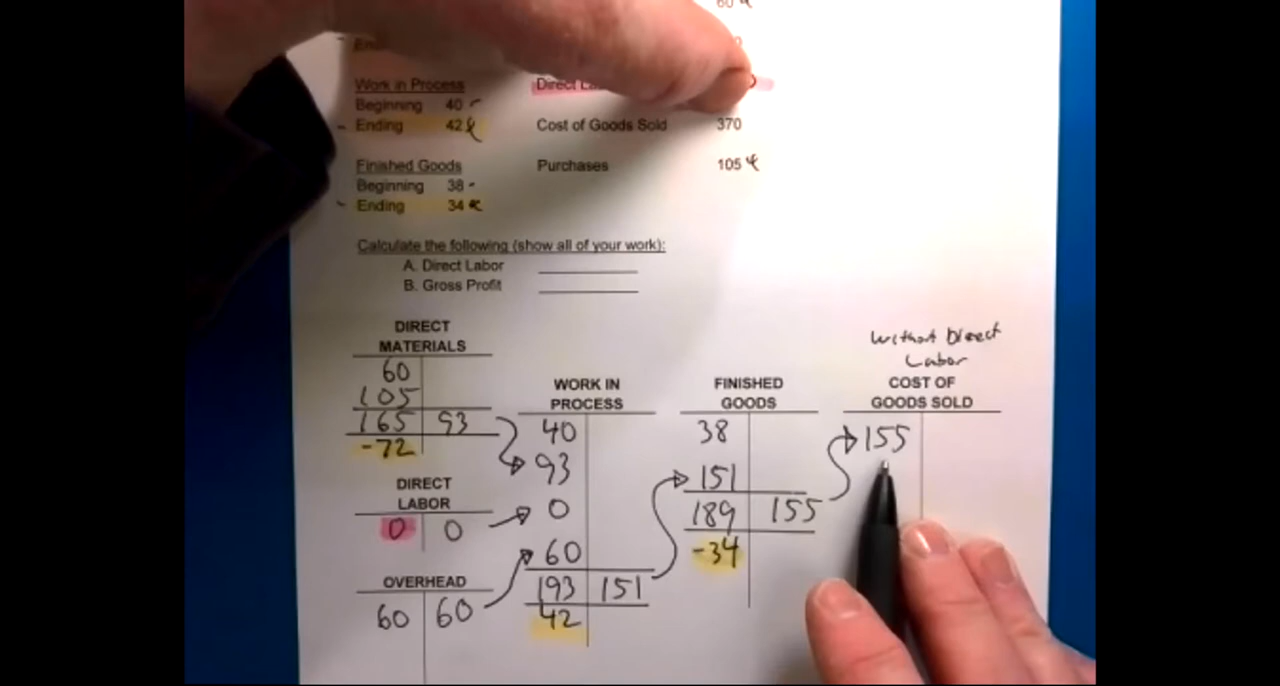 60
Work in Process
Beginning 40
Ending 42
Direct La
Cost of Goods Sold 370
Finished Goods
Beginning 38
Ending 34
Purchases 105
Calculate the following (show all of your work):
A. Direct Labor
B. Gross Profit
DIRECT
MATERIALS
60
105
165 93
-72
DIRECT
LABOR
0 0
OVERHEAD
60 60
WORK IN
PROCESS
40
93
0
60
193 151
42
FINISHED
GOODS
38
151
189 155
-34
Without Direct
Labor
COST OF
GOODS SOLD
155